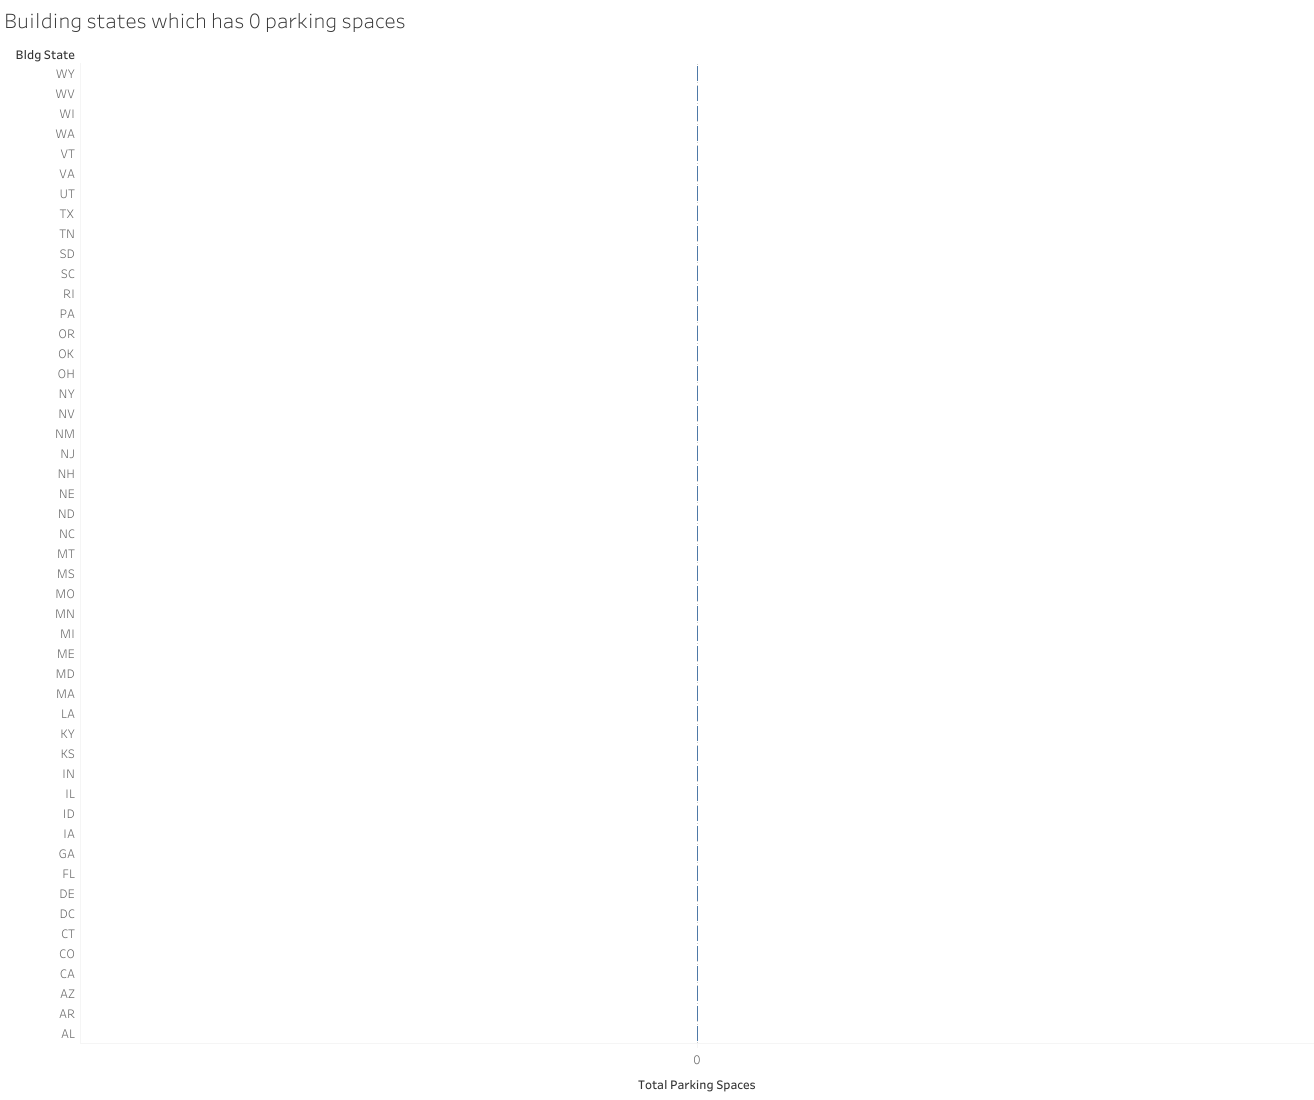 Building states which has 0 parking spaces
Bldg State
WY
WV
WI
WA
VT
VA
UT
TX
TN
SD
SC
RI
PA
OR
OK
OH
NY
NV
NM
NJ
NH
NE
ND
NC
MT
MS
MO
MN
MI
ME
MD
MA
LA
KY
KS
IN
IL
ID
IA
GA
FL
DE
DC
CT
CO
CA
AZ
AR
AL
0
Total Parking Spaces